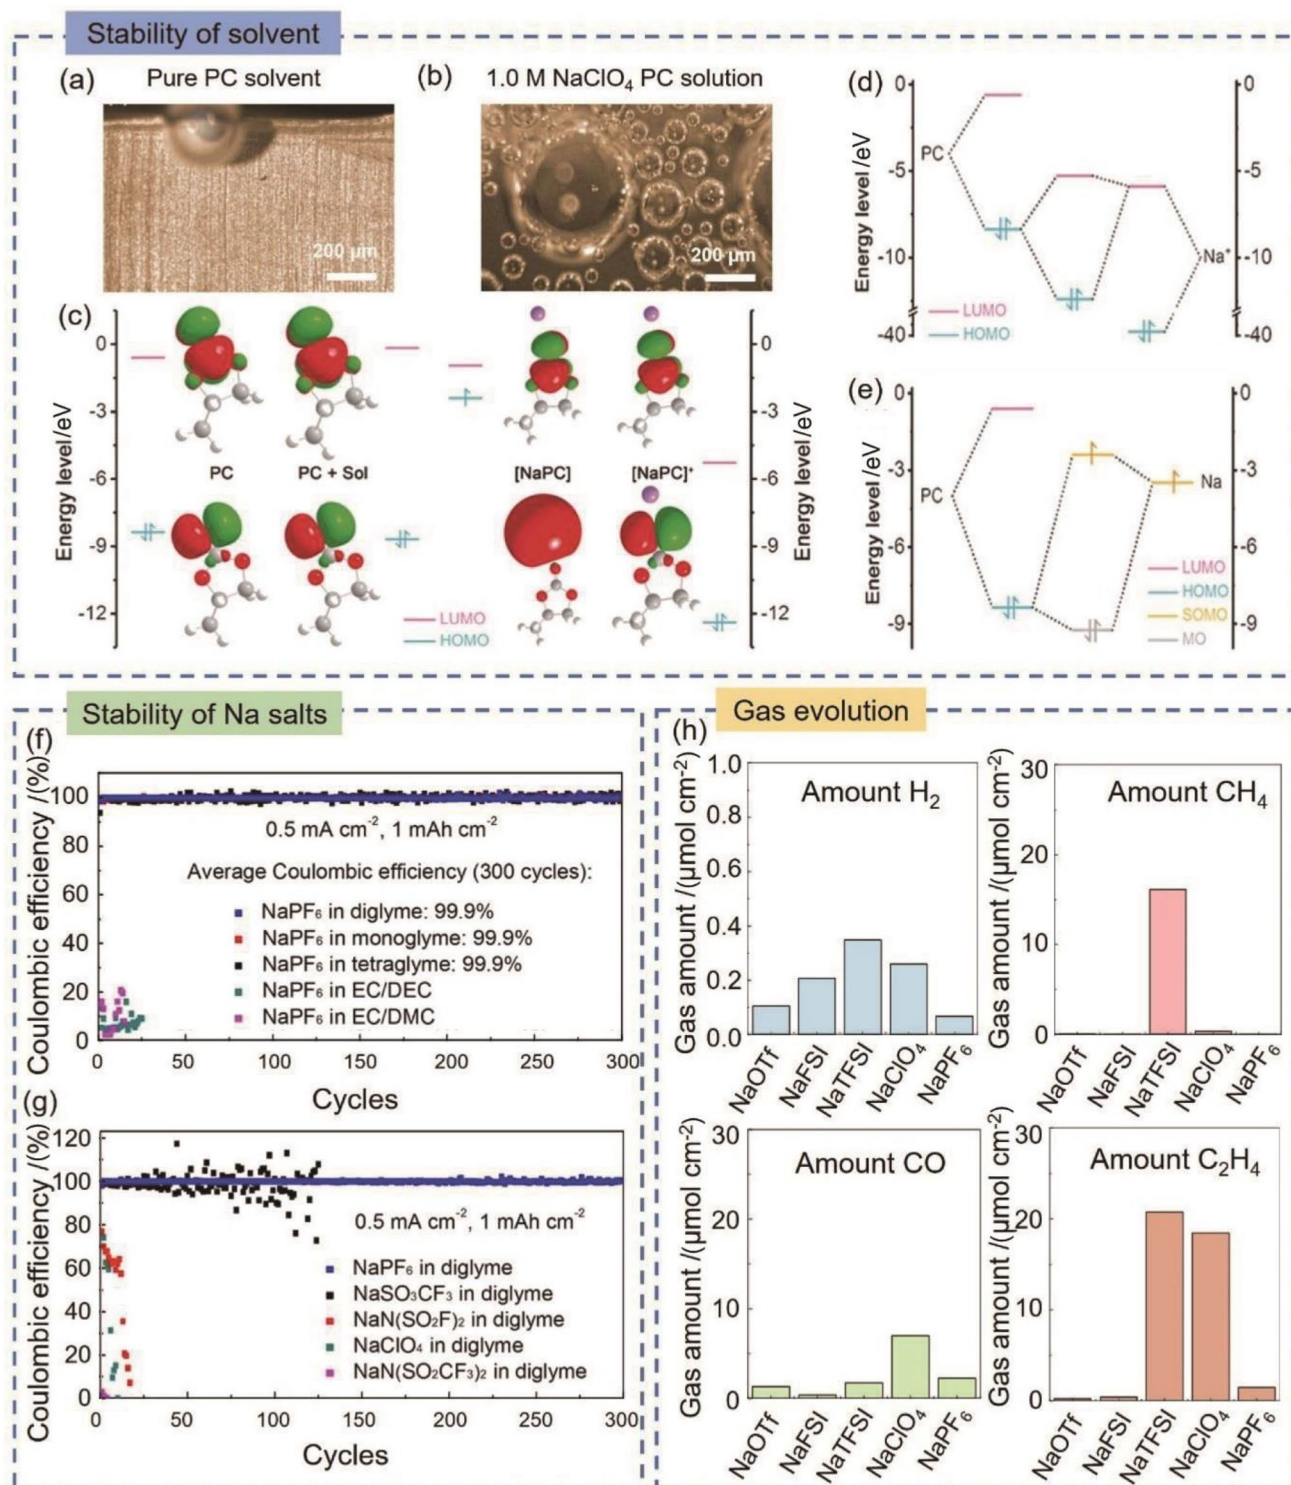 Stability of solvent
(a)
Pure PC solvent
200 μm
(b)
1.0 M NaClO₄ PC solution
200 μm
(c)
Energy level/eV
0
-3
-6
-9
-12
PC
PC + Sol
[NaPC]
[NaPC]⁺
LUMO
HOMO
0
-3
-6
-9
-12
Energy level/eV
(d)
Energy level/eV
0
-5
-10
-40
PC
Na⁺
LUMO
HOMO
0
-5
-10
-40
(e)
Energy level/eV
0
-3
-6
-9
PC
Na
LUMO
HOMO
SOMO
MO
0
-3
-6
-9
Stability of Na salts
(f)
Coulombic efficiency /(%)
100
80
60
40
20
0
0.5 mA cm⁻², 1 mAh cm⁻²
Average Coulombic efficiency (300 cycles):
NaPF₆ in diglyme: 99.9%
NaPF₆ in monoglyme: 99.9%
NaPF₆ in tetraglyme: 99.9%
NaPF₆ in EC/DEC
NaPF₆ in EC/DMC
0 50 100 150 200 250 300
Cycles
(g)
Coulombic efficiency /(%)
120
100
80
60
40
20
0
0.5 mA cm⁻², 1 mAh cm⁻²
NaPF₆ in diglyme
NaSO₃CF₃ in diglyme
NaN(SO₂F)₂ in diglyme
NaClO₄ in diglyme
NaN(SO₂CF₃)₂ in diglyme
0 50 100 150 200 250 300
Cycles
Gas evolution
(h)
Gas amount /(μmol cm⁻²)
1.0
0.8
0.6
0.4
0.2
0.0
Amount H₂
NaOTf
NaFSI
NaTFSI
NaClO₄
NaPF₆
Gas amount /(μmol cm⁻²)
30
20
10
0
Amount CH₄
NaOTf
NaFSI
NaTFSI
NaClO₄
NaPF₆
Gas amount /(μmol cm⁻²)
30
20
10
0
Amount CO
NaOTf
NaFSI
NaTFSI
NaClO₄
NaPF₆
Gas amount /(μmol cm⁻²)
30
20
10
0
Amount C₂H₄
NaOTf
NaFSI
NaTFSI
NaClO₄
NaPF₆